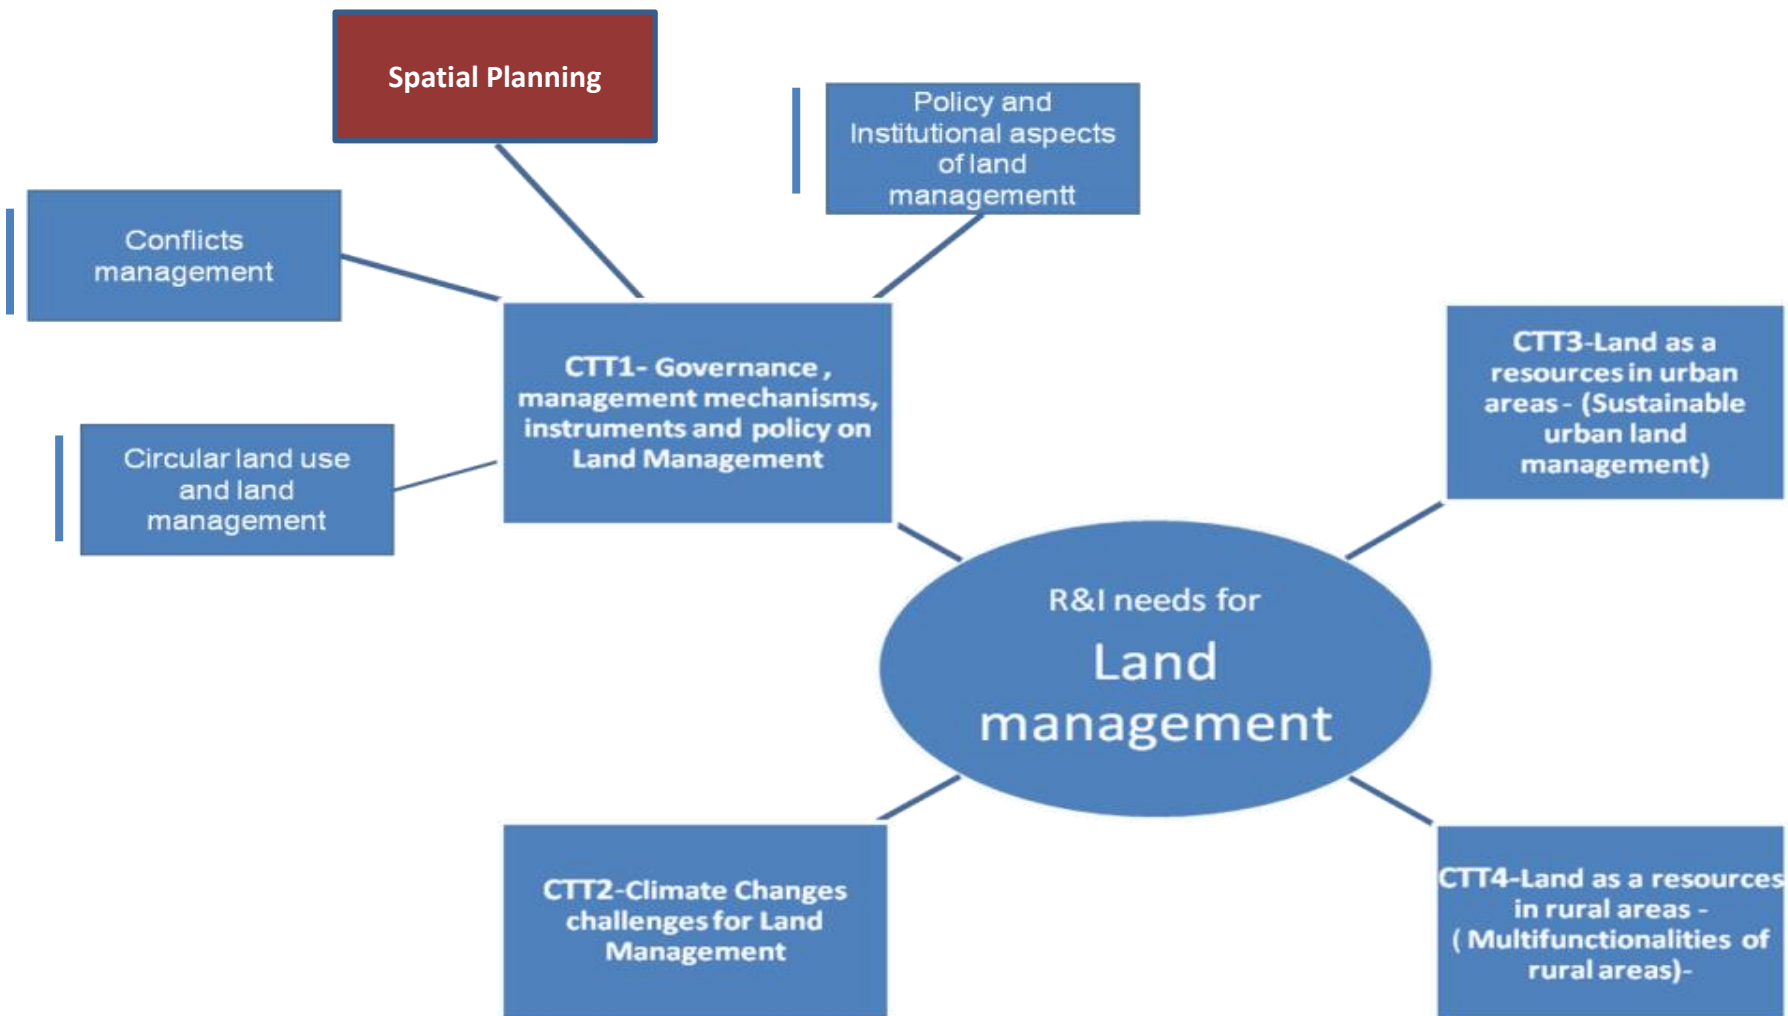 Spatial Planning
Policy and
Institutional aspects
of land
managementt
Conflicts
management
CTT1- Governance ,
management mechanisms,
instruments and policy on
Land Management
CTT3-Land as a
resources in urban
areas - (Sustainable
urban land
management)
Circular land use
and land
management
R&I needs for
Land
management
CTT2-Climate Changes
challenges for Land
Management
CTT4-Land as a resources
in rural areas -
( Multifunctionalities of
rural areas)-